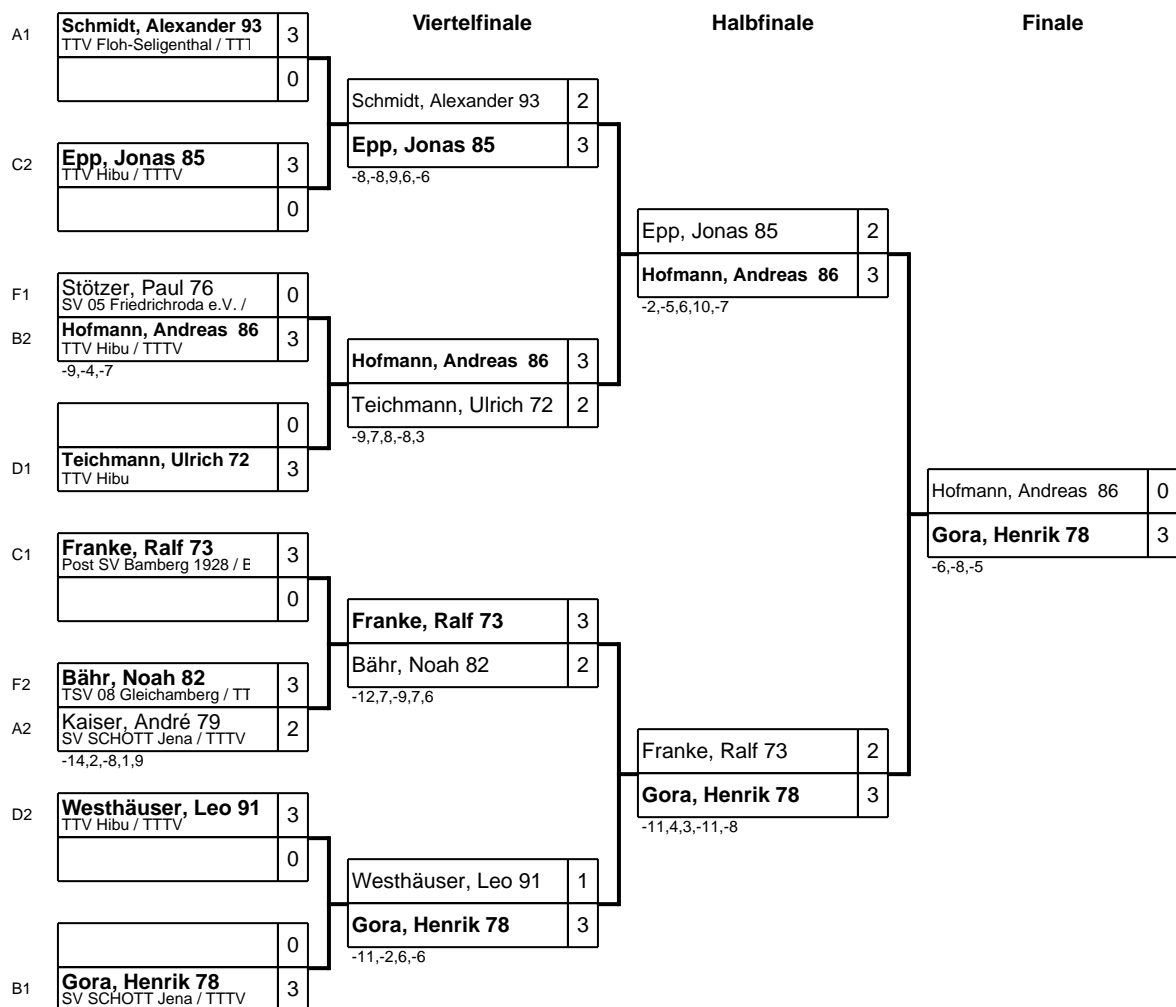 Viertelfinale
Halbfinale
Finale
A1
Schmidt, Alexander 93
3
TTV Floh-Seligenthal / TTT
0
C2
Epp, Jonas 85
3
TTV Hibu / TTTV
0
F1
Stötzer, Paul 76
0
SV 05 Friedrichroda e.V. /
B2
Hofmann, Andreas 86
3
TTV Hibu / TTTV
-9,-4,-7
0
D1
Teichmann, Ulrich 72
3
TTV Hibu
C1
Franke, Ralf 73
3
Post SV Bamberg 1928 / B
0
F2
Bähr, Noah 82
3
TSV 08 Gleichamberg / TT
A2
Kaiser, André 79
2
SV SCHOTT Jena / TTTV
-14,2,-8,1,9
D2
Westhäuser, Leo 91
3
TTV Hibu / TTTV
0
0
B1
Gora, Henrik 78
3
SV SCHOTT Jena / TTTV
Schmidt, Alexander 93
2
Epp, Jonas 85
3
-8,-8,9,6,-6
Hofmann, Andreas 86
3
Teichmann, Ulrich 72
2
-9,7,8,-8,3
Franke, Ralf 73
3
Bähr, Noah 82
2
-12,7,-9,7,6
Westhäuser, Leo 91
1
Gora, Henrik 78
3
-11,-2,6,-6
Epp, Jonas 85
2
Hofmann, Andreas 86
3
-2,-5,6,10,-7
Franke, Ralf 73
2
Gora, Henrik 78
3
-11,4,3,-11,-8
Hofmann, Andreas 86
0
Gora, Henrik 78
3
-6,-8,-5